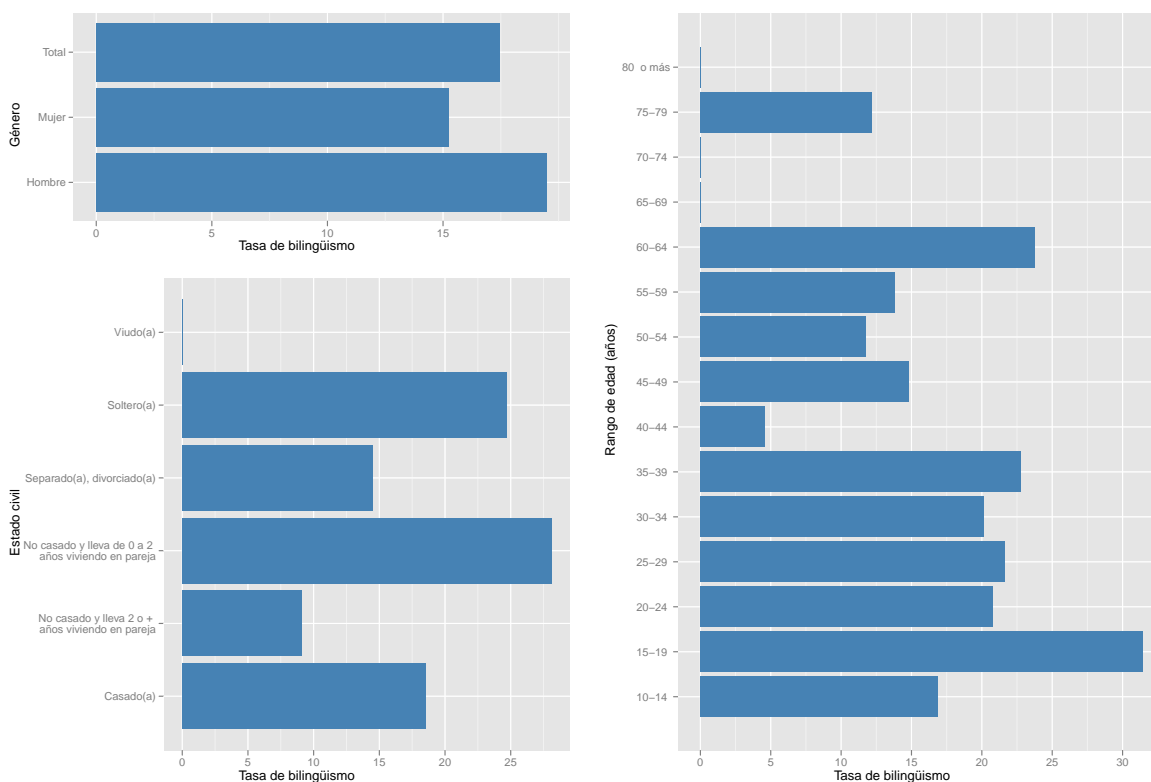 Género
Total
Mujer
Hombre
0 5 10 15
Tasa de bilingüismo
Estado civil
Viudo(a)
Soltero(a)
Separado(a), divorciado(a)
No casado y lleva de 0 a 2
años viviendo en pareja
No casado y lleva 2 o +
años viviendo en pareja
Casado(a)
0 5 10 15 20 25
Tasa de bilingüismo
Rango de edad (años)
80 o más
75−79
70−74
65−69
60−64
55−59
50−54
45−49
40−44
35−39
30−34
25−29
20−24
15−19
10−14
0 5 10 15 20 25 30
Tasa de bilingüismo